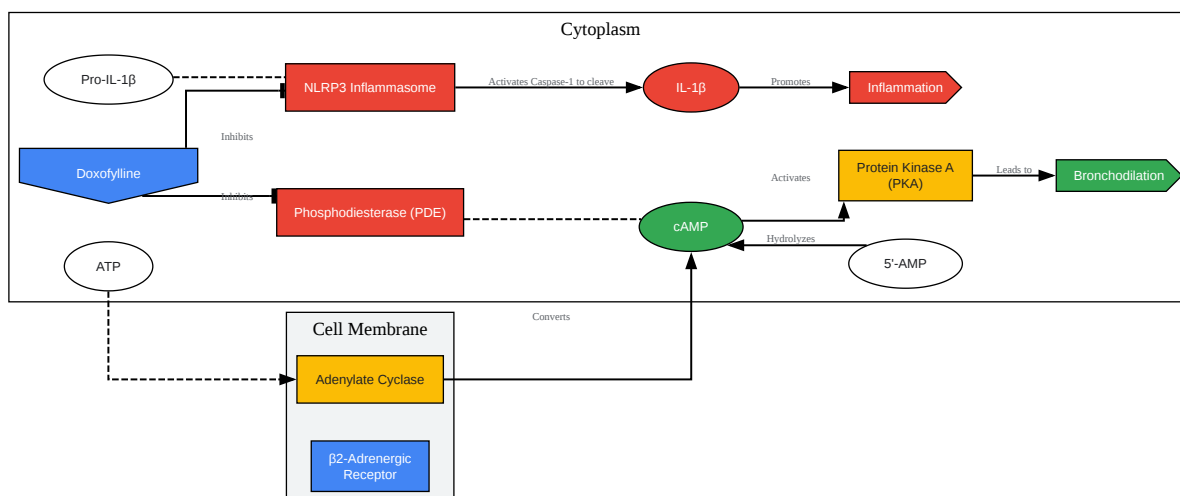 Cytoplasm
Pro-IL-1β
NLRP3 Inflammasome
Activates Caspase-1 to cleave
IL-1β
Promotes
Inflammation
Inhibits
Doxofylline
Inhibits
Phosphodiesterase (PDE)
cAMP
Activates
Protein Kinase A
(PKA)
Leads to
Bronchodilation
Hydrolyzes
5'-AMP
ATP
Converts
Cell Membrane
Adenylate Cyclase
β2-Adrenergic
Receptor